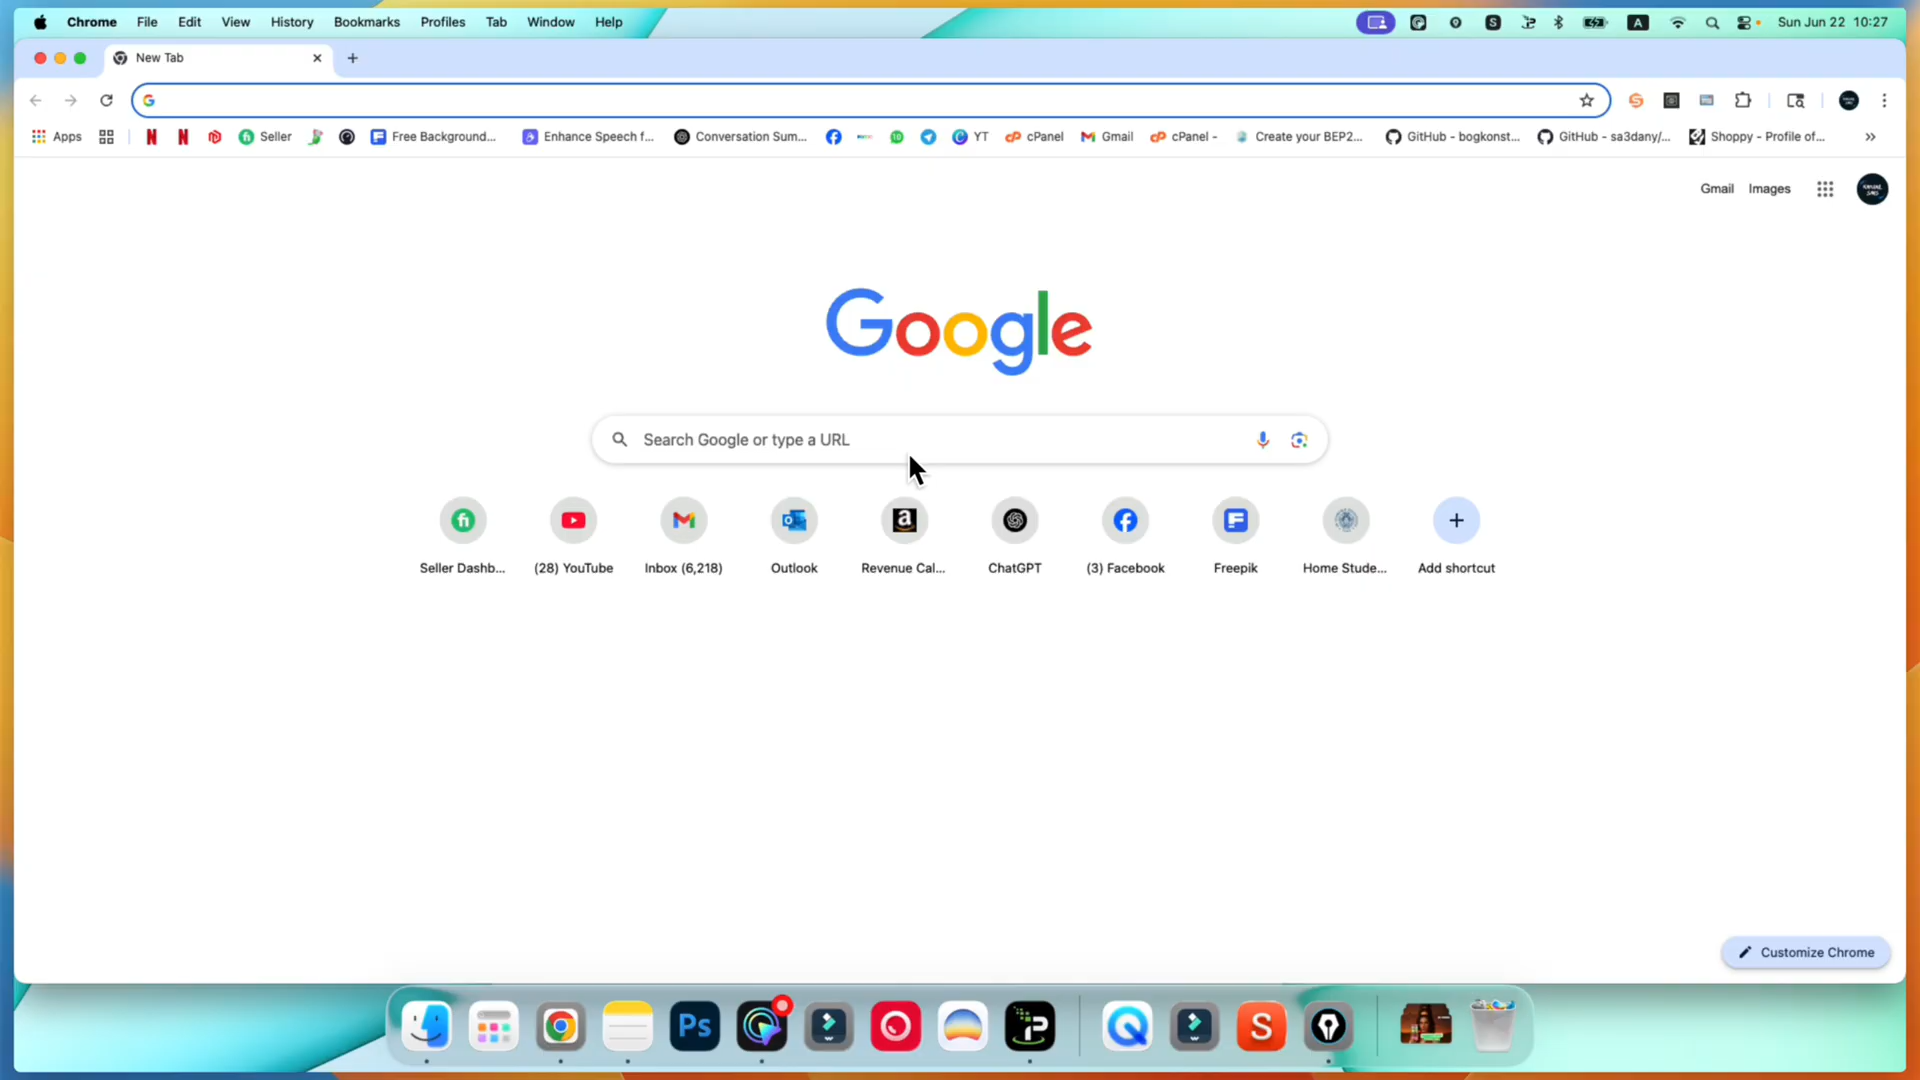 Chrome File Edit View History Bookmarks Profiles Tab Window Help A Sun Jun 22 10:27
New Tab
Apps Seller Free Background... Enhance Speech f... Conversation Sum... YT cPanel Gmail cPanel - Create your BEP2... GitHub - bogkonst... GitHub - sa3dany/... Shoppy - Profile of...
Gmail Images
Google
Search Google or type a URL
Seller Dashb... (28) YouTube Inbox (6,218) Outlook Revenue Cal... ChatGPT (3) Facebook Freepik Home Stude... Add shortcut
Customize Chrome
Ps